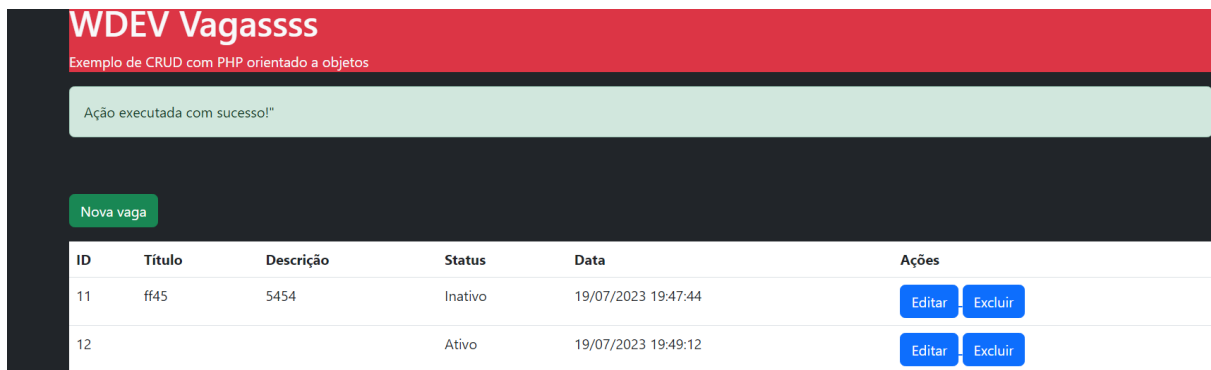 WDEV Vagassss
Exemplo de CRUD com PHP orientado a objetos
Ação executada com sucesso!"
Nova vaga
ID Título Descrição Status Data Ações
11 ff45 5454 Inativo 19/07/2023 19:47:44 Editar Excluir
12 Ativo 19/07/2023 19:49:12 Editar Excluir